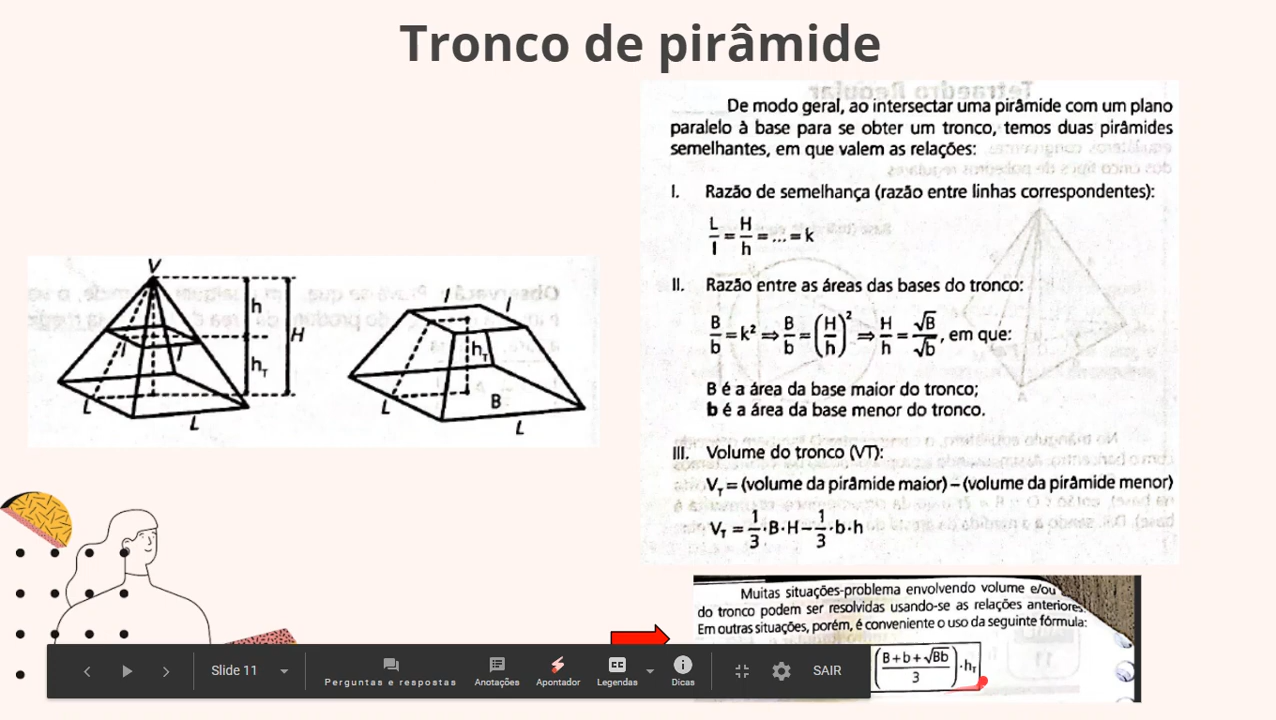 Tronco de pirâmide
Tetraedro Regular
De modo geral, ao intersectar uma pirâmide com um plano
paralelo à base para se obter um tronco, temos duas pirâmides
semelhantes, em que valem as relações:
I. Razão de semelhança (razão entre linhas correspondentes):
L/l = H/h = ... = k
II. Razão entre as áreas das bases do tronco:
B/b = k² ⇒ B/b = (H/h)² ⇒ H/h = √B/√b, em que:
B é a área da base maior do tronco;
b é a área da base menor do tronco.
III. Volume do tronco (VT):
V_T = (volume da pirâmide maior) – (volume da pirâmide menor)
V_T = 1/3 · B · H – 1/3 · b · h
V
h
H
h_T
l
l
L
L
l
l
h_T
L
B
L
Muitas situações-problema envolvendo volume e/ou
do tronco podem ser resolvidas usando-se as relações anteriores.
Em outras situações, porém, é conveniente o uso da seguinte fórmula:
((B + b + √Bb)/3) · h_T
Slide 11
Perguntas e respostas
Anotações
Apontador
CC
Legendas
Dicas
SAIR